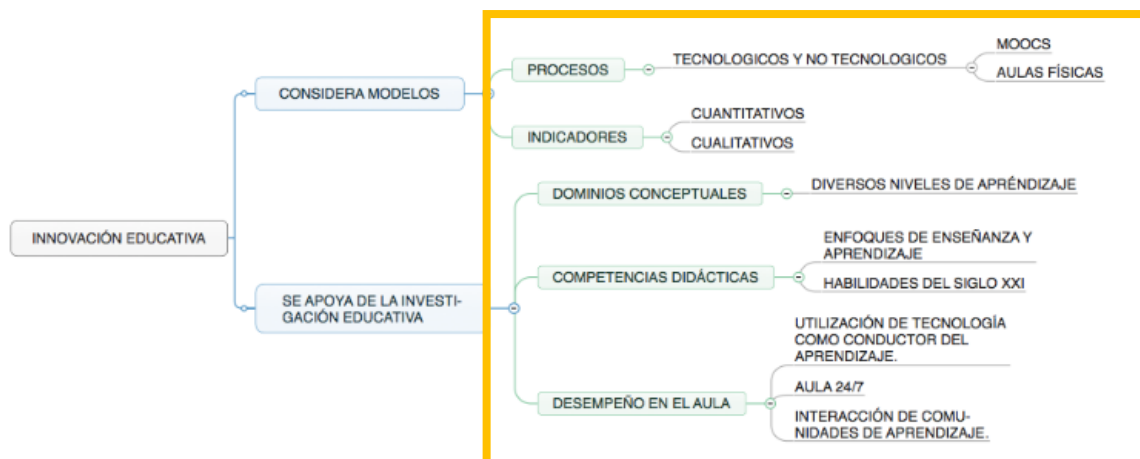 INNOVACIÓN EDUCATIVA
CONSIDERA MODELOS
PROCESOS
TECNOLOGICOS Y NO TECNOLOGICOS
MOOCS
AULAS FÍSICAS
INDICADORES
CUANTITATIVOS
CUALITATIVOS
SE APOYA DE LA INVESTI-
GACIÓN EDUCATIVA
DOMINIOS CONCEPTUALES
DIVERSOS NIVELES DE APRÉNDIZAJE
COMPETENCIAS DIDÁCTICAS
ENFOQUES DE ENSEÑANZA Y
APRENDIZAJE
HABILIDADES DEL SIGLO XXI
DESEMPEÑO EN EL AULA
UTILIZACIÓN DE TECNOLOGÍA
COMO CONDUCTOR DEL
APRENDIZAJE.
AULA 24/7
INTERACCIÓN DE COMU-
NIDADES DE APRENDIZAJE.